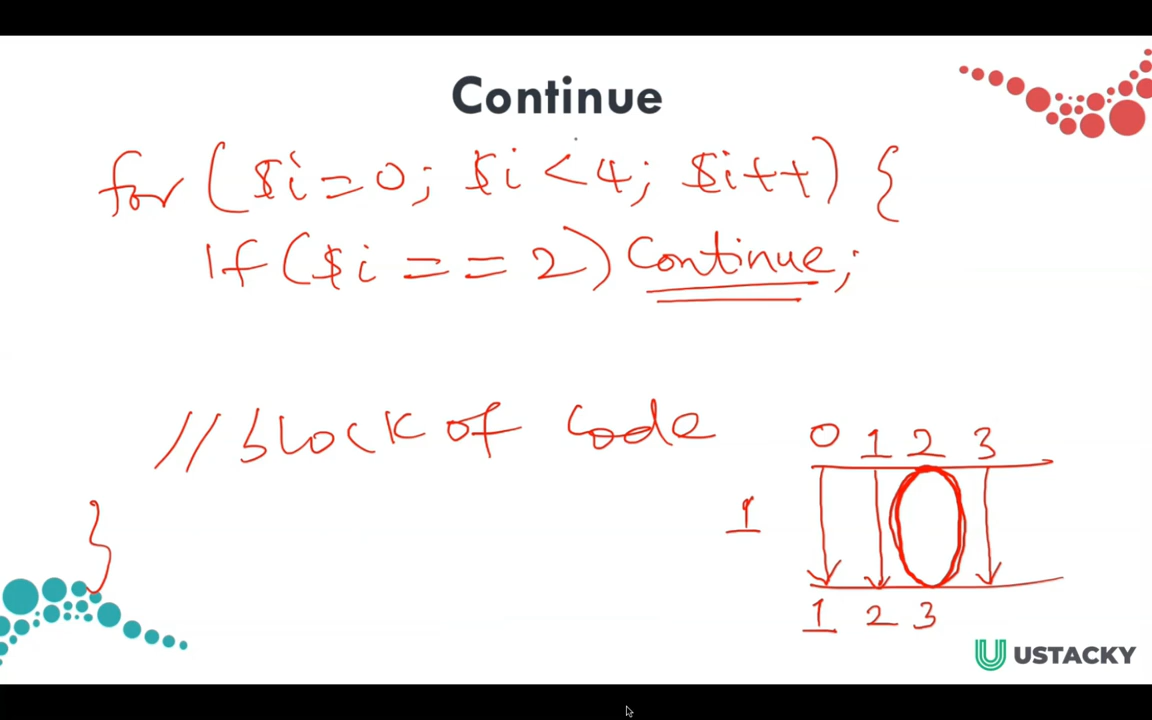 Continue
for ($i=0; $i<4; $i++) {
If ($i == 2) Continue;
// block of code
0 1 2 3
1
}
1 2 3
USTACKY